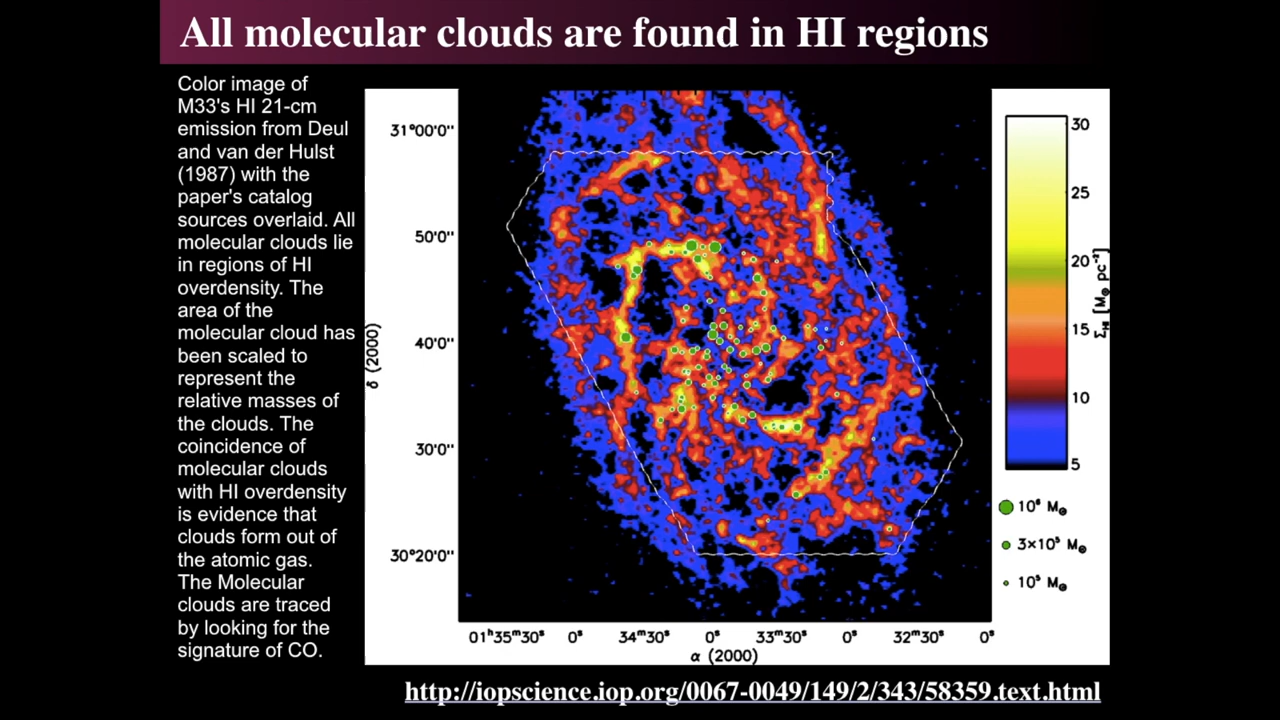 All molecular clouds are found in HI regions
Color image of
M33's HI 21-cm
emission from Deul
and van der Hulst
(1987) with the
paper's catalog
sources overlaid. All
molecular clouds lie
in regions of HI
overdensity. The
area of the
molecular cloud has
been scaled to
represent the
relative masses of
the clouds. The
coincidence of
molecular clouds
with HI overdensity
is evidence that
clouds form out of
the atomic gas.
The Molecular
clouds are traced
by looking for the
signature of CO.
31°00'0''
50'0''
40'0''
30'0''
30°20'0''
δ (2000)
01ʰ35ᵐ30ˢ 0ˢ 34ᵐ30ˢ 0ˢ 33ᵐ30ˢ 0ˢ 32ᵐ30ˢ 0ˢ
α (2000)
30
25
20
15
10
5
Σ_HI [M⊙ pc⁻²]
10⁶ M⊙
3×10⁵ M⊙
10⁵ M⊙
http://iopscience.iop.org/0067-0049/149/2/343/58359.text.html